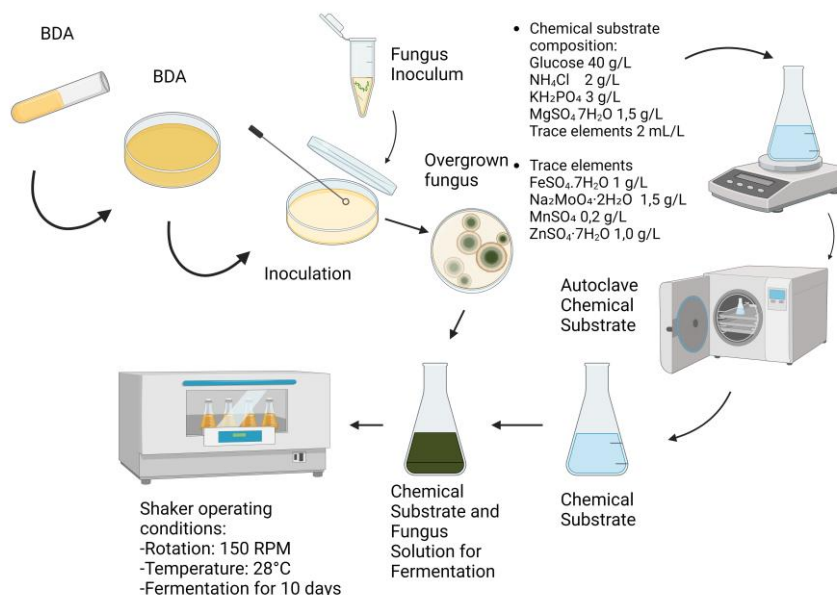 BDA
BDA
Fungus
Inoculum
Inoculation
Overgrown
fungus
• Chemical substrate
composition:
Glucose 40 g/L
NH₄Cl 2 g/L
KH₂PO₄ 3 g/L
MgSO₄ 7H₂O 1,5 g/L
Trace elements 2 mL/L
• Trace elements
FeSO₄.7H₂O 1 g/L
Na₂MoO₄·2H₂O 1,5 g/L
MnSO₄ 0,2 g/L
ZnSO₄·7H₂O 1,0 g/L
Autoclave
Chemical
Substrate
Chemical
Substrate
Chemical
Substrate and
Fungus
Solution for
Fermentation
Shaker operating
conditions:
-Rotation: 150 RPM
-Temperature: 28°C
-Fermentation for 10 days